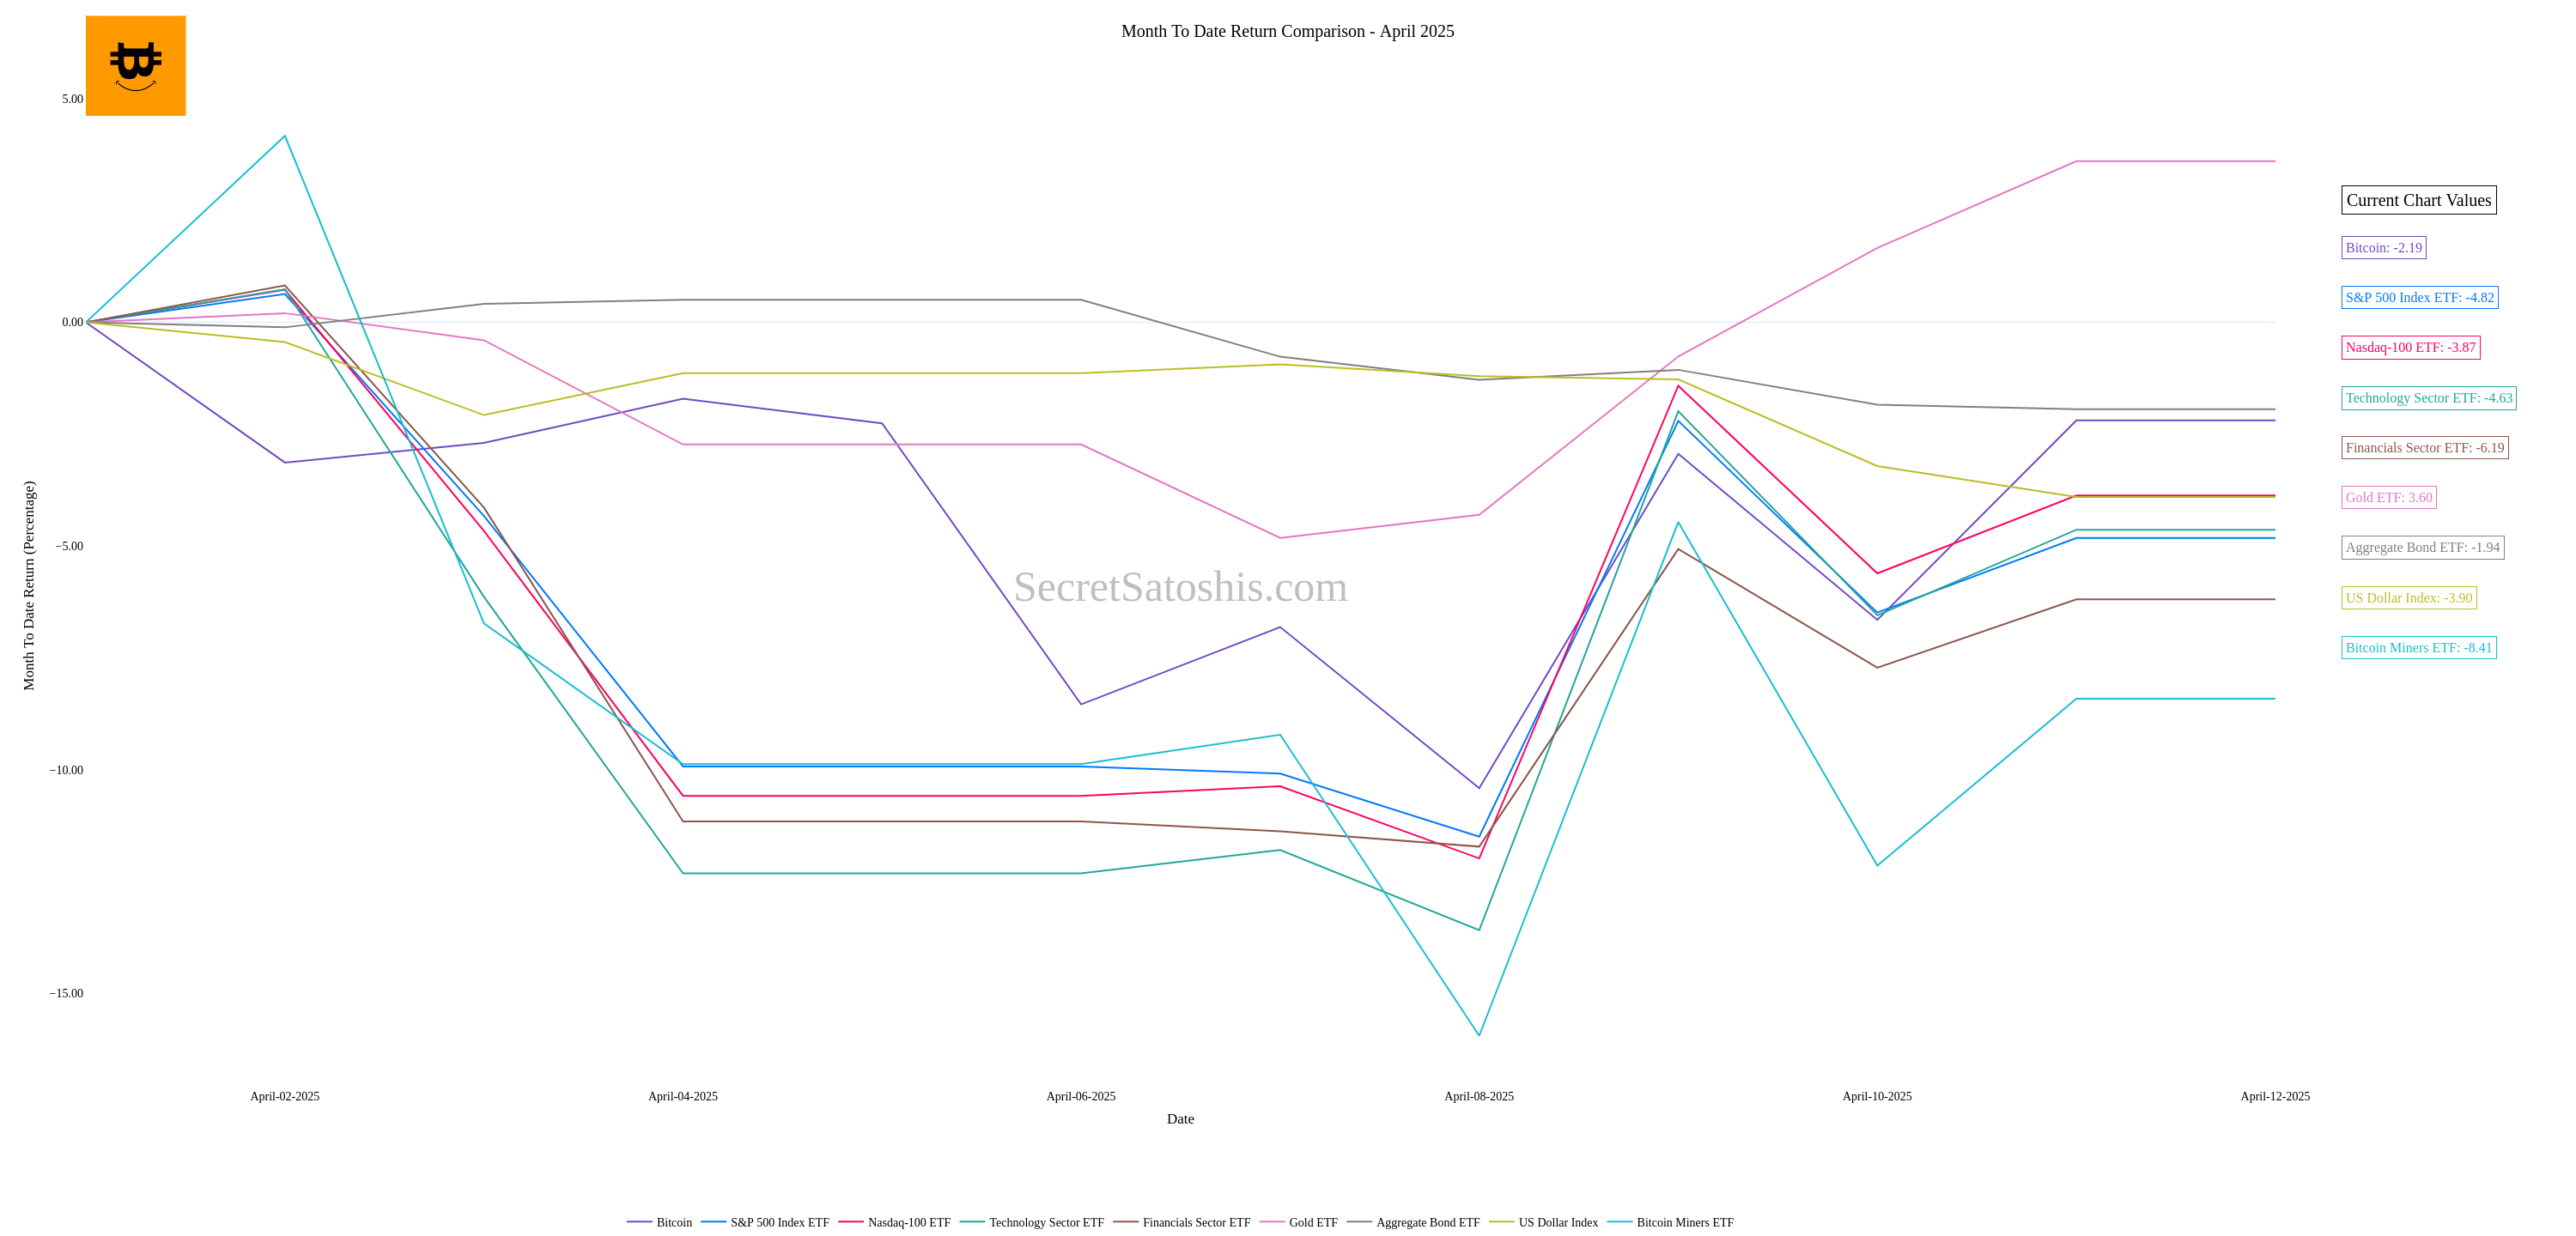 Month To Date Return Comparison - April 2025
5.00
0.00
−5.00
−10.00
−15.00
Month To Date Return (Percentage)
SecretSatoshis.com
Current Chart Values
Bitcoin: -2.19
S&P 500 Index ETF: -4.82
Nasdaq-100 ETF: -3.87
Technology Sector ETF: -4.63
Financials Sector ETF: -6.19
Gold ETF: 3.60
Aggregate Bond ETF: -1.94
US Dollar Index: -3.90
Bitcoin Miners ETF: -8.41
April-02-2025 April-04-2025 April-06-2025 April-08-2025 April-10-2025 April-12-2025
Date
Bitcoin S&P 500 Index ETF Nasdaq-100 ETF Technology Sector ETF Financials Sector ETF Gold ETF Aggregate Bond ETF US Dollar Index Bitcoin Miners ETF